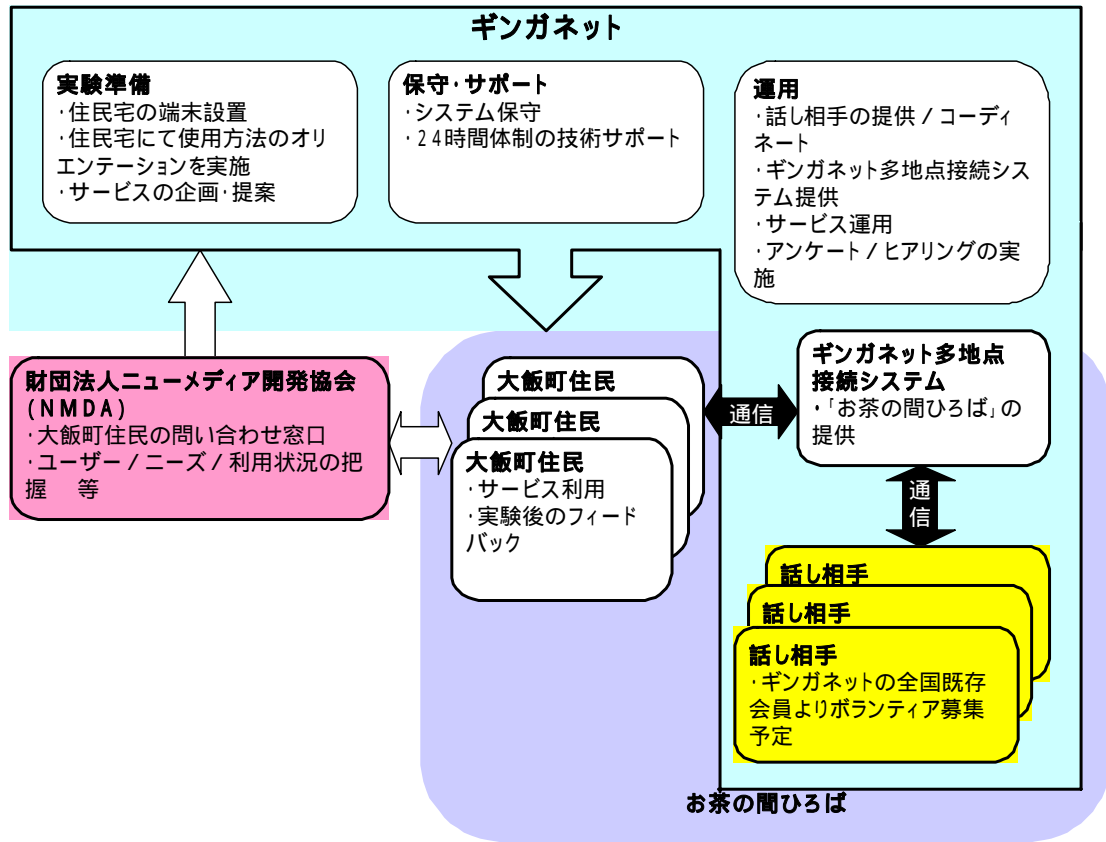 ギンガネット
実験準備
･住民宅の端末設置
･住民宅にて使用方法のオリ
エンテーションを実施
･サービスの企画･提案
保守･サポート
･システム保守
･24時間体制の技術サポート
運用
･話し相手の提供/コーディ
ネート
･ギンガネット多地点接続シス
テム提供
･サービス運用
･アンケート/ヒアリングの実
施
財団法人ニューメディア開発協会
(NMDA)
･大飯町住民の問い合わせ窓口
･ユーザー/ニーズ/利用状況の把
握 等
大飯町住民
大飯町住民
大飯町住民
･サービス利用
･実験後のフィード
バック
通信
ギンガネット多地点
接続システム
･｢お茶の間ひろば｣の
提供
通
信
話し相手
話し相手
話し相手
･ギンガネットの全国既存
会員よりボランティア募集
予定
お茶の間ひろば